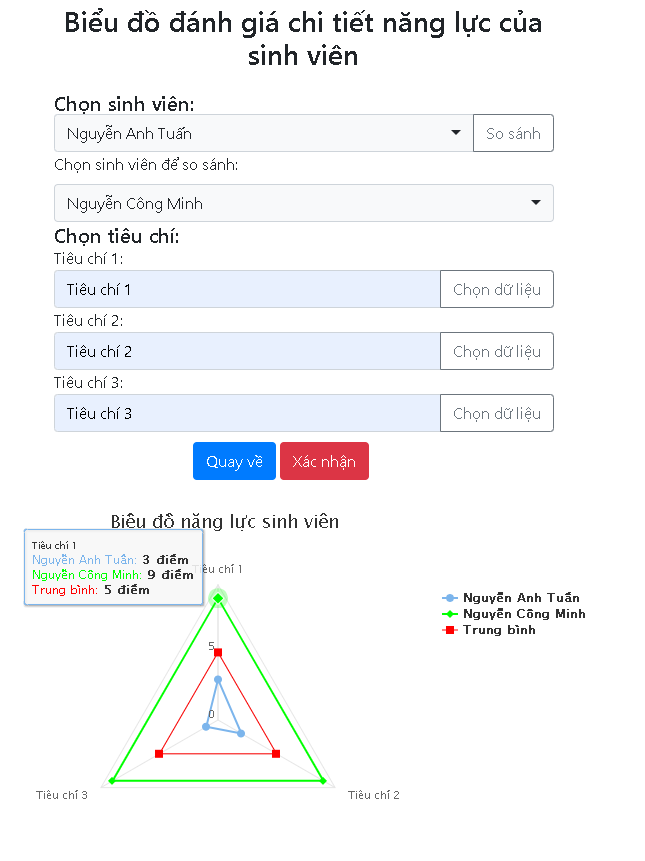 Biểu đồ đánh giá chi tiết năng lực của
sinh viên
Chọn sinh viên:
Nguyễn Anh Tuấn
So sánh
Chọn sinh viên để so sánh:
Nguyễn Công Minh
Chọn tiêu chí:
Tiêu chí 1:
Tiêu chí 1
Chọn dữ liệu
Tiêu chí 2:
Tiêu chí 2
Chọn dữ liệu
Tiêu chí 3:
Tiêu chí 3
Chọn dữ liệu
Quay về
Xác nhận
Biểu đồ năng lực sinh viên
Tiêu chí 1
Nguyễn Anh Tuấn: 3 điểm
Nguyễn Công Minh: 9 điểm
Trung bình: 5 điểm
Tiêu chí 1
Nguyễn Anh Tuấn
Nguyễn Công Minh
Trung bình
5
0
Tiêu chí 3
Tiêu chí 2